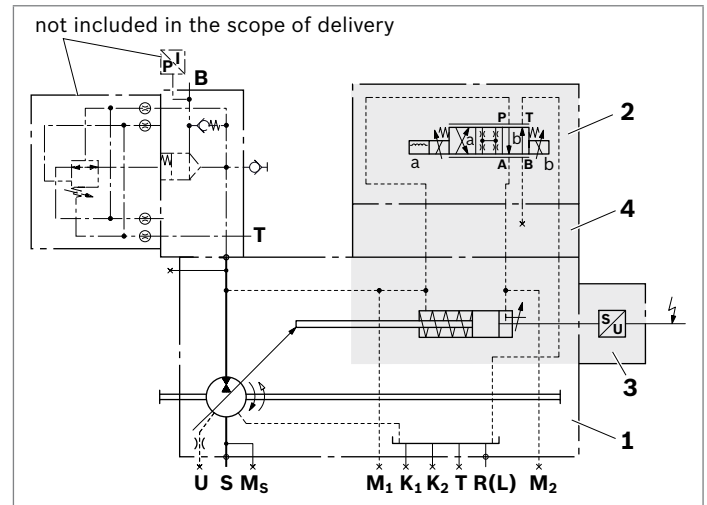 not included in the scope of delivery
P I
B
P T
2
a b
a A B b
4
T
S U
3
1
U S MS M1 K1 K2 T R(L) M2